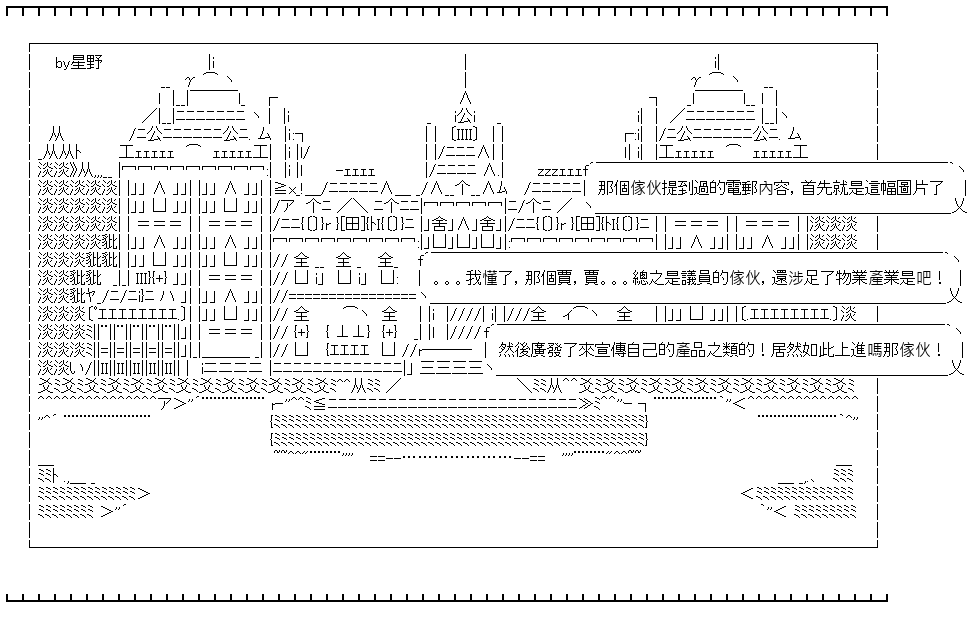 by星野
那個傢伙提到過的電郵內容，首先就是這幅圖片了
。。。我懂了，那個賈，賈。。。總之是議員的傢伙，還涉足了物業產業是吧！
然後廣發了來宣傳自己的產品之類的！居然如此上進嗎那傢伙！